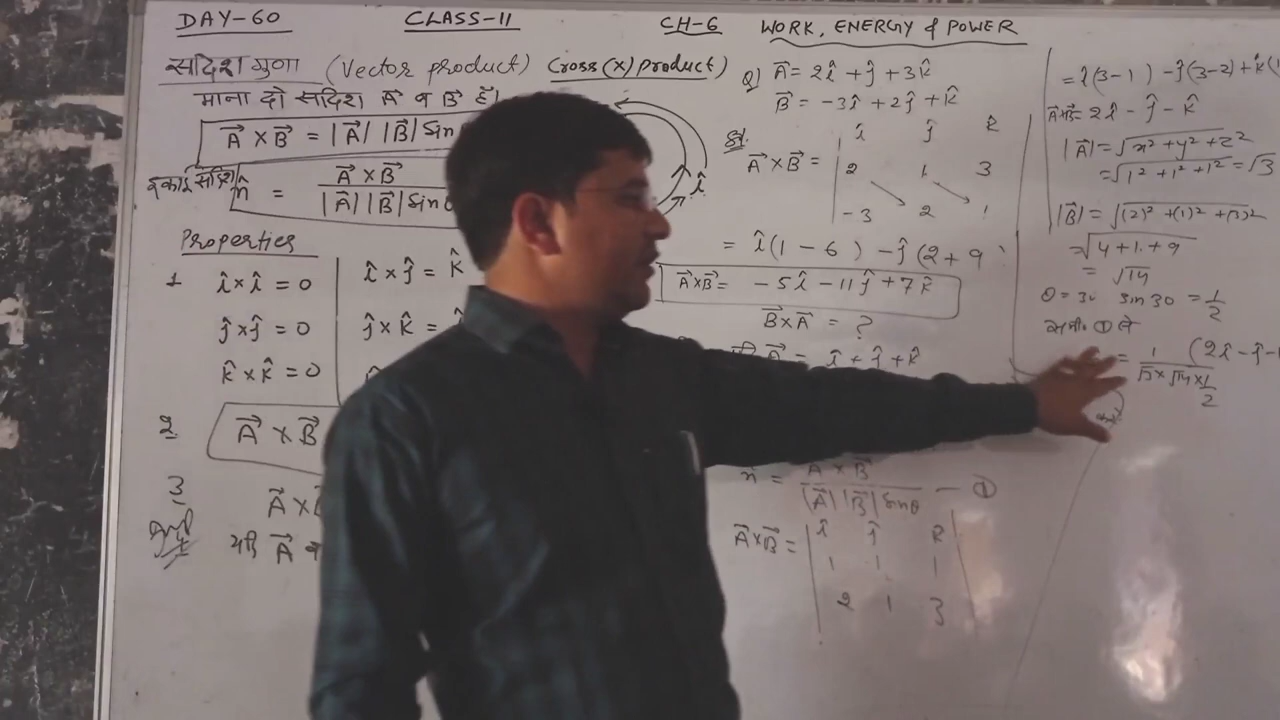 DAY-60 CLASS-11 CH-6 WORK, ENERGY & POWER
सदिश गुणा (Vector product) Cross(x) product)
माना दो सदिश A⃗ व B⃗ हैं।
A⃗ × B⃗ = |A⃗| |B⃗| Sin
इकाई सदिश n̂ = A⃗ × B⃗ / |A⃗| |B⃗| Sin
Properties
1 î × î = 0
ĵ × ĵ = 0
k̂ × k̂ = 0
î × ĵ = k̂
ĵ × k̂ =
2 A⃗ × B⃗
3 A⃗ ×
यदि A⃗
î
Q) A⃗ = 2î + ĵ + 3k̂
B⃗ = -3î + 2ĵ + k̂
Sol.
A⃗ × B⃗ = | î ĵ k̂
2 1 3
-3 2 1
= î(1 - 6) - ĵ(2 + 9
A⃗×B⃗ = -5î - 11ĵ + 7k̂
B⃗ × A⃗ = ?
A⃗ = î + ĵ + k̂
n̂ = A × B⃗ / |A⃗| |B⃗| Sinθ — ①
A⃗×B⃗ = | î ĵ k̂ |
1 1 1
2 1 3
= î(3-1) - ĵ(3-2) + k̂(1
A⃗×B⃗ = 2î - ĵ - k̂
|A⃗| = √x² + y² + z²
= √1² + 1² + 1² = √3
|B⃗| = √(2)² + (1)² + (3)²
= √4 + 1 + 9
= √14
θ = 30 Sin 30 = 1/2
समी० ① से
= 1 / √3 × √14 × 1/2 (2î - ĵ -